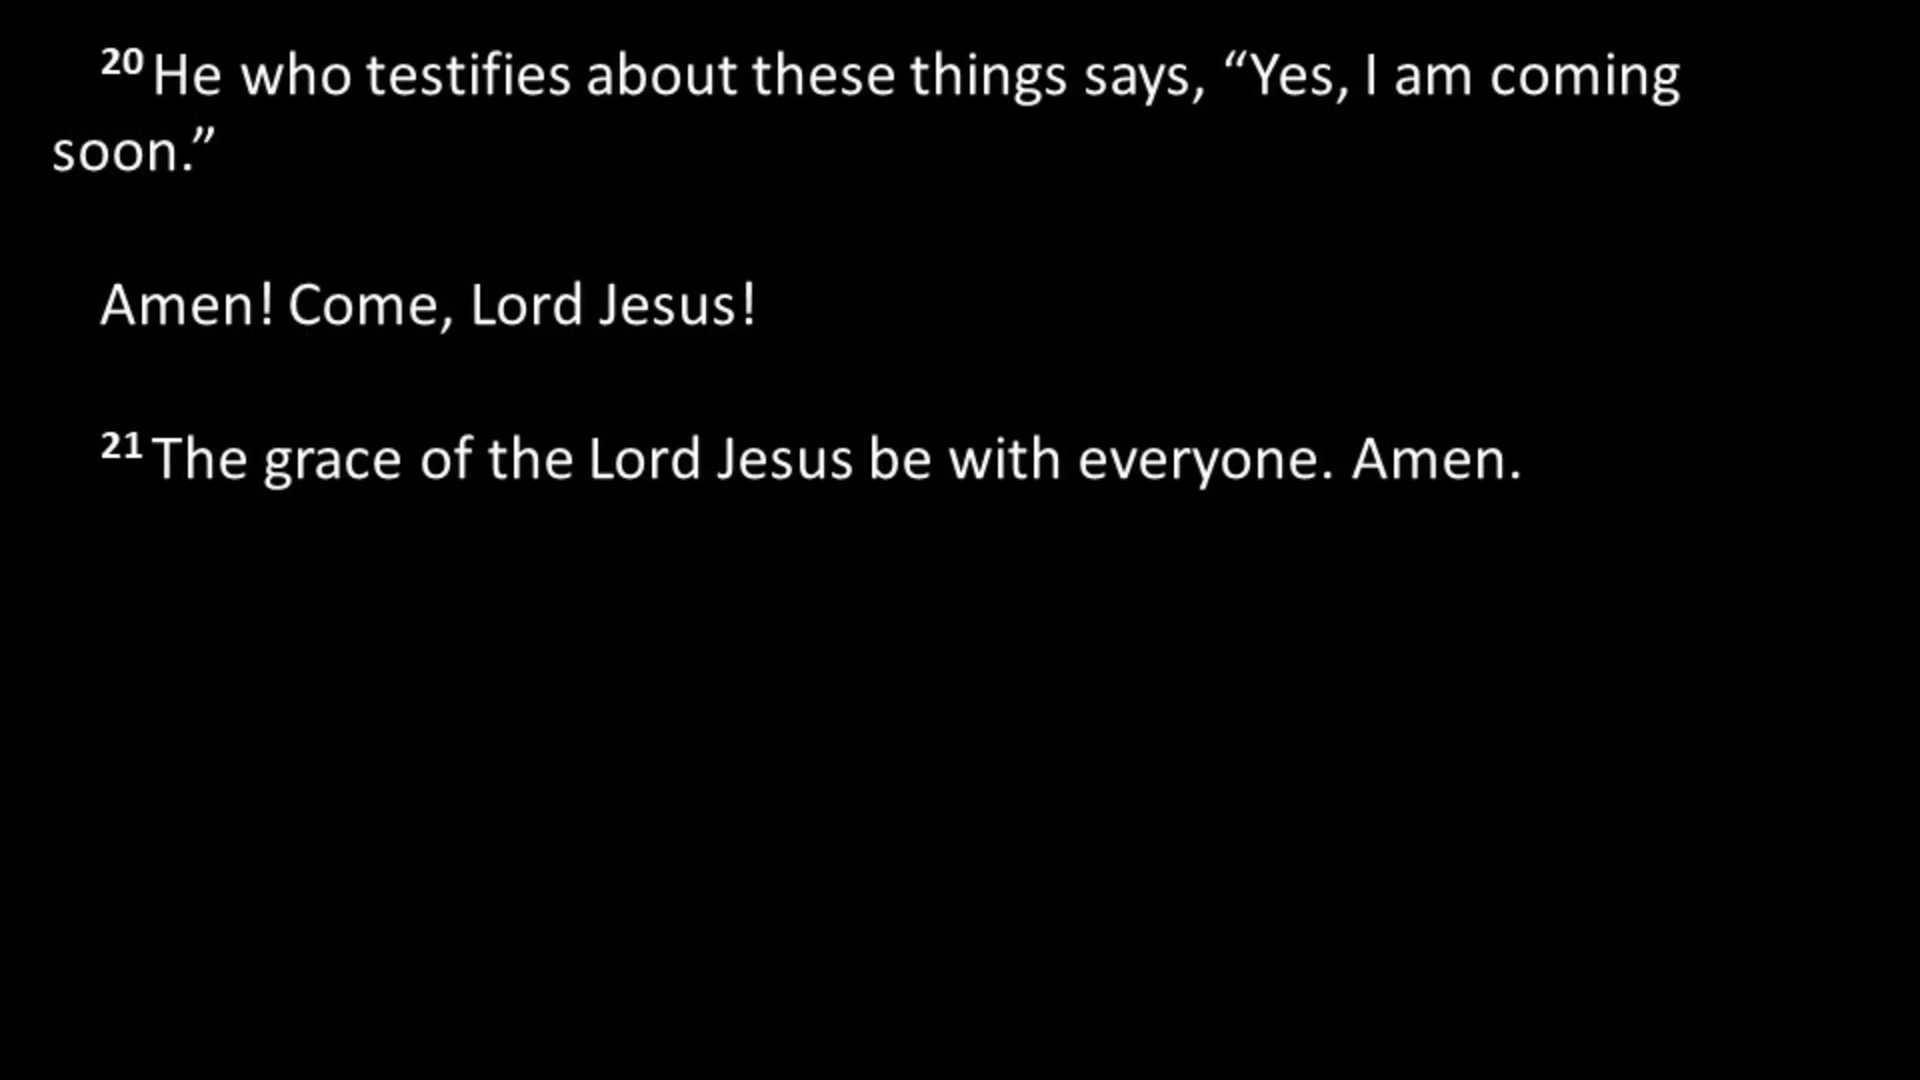 20 He who testifies about these things says, “Yes, I am coming
soon.”
Amen! Come, Lord Jesus!
21 The grace of the Lord Jesus be with everyone. Amen.